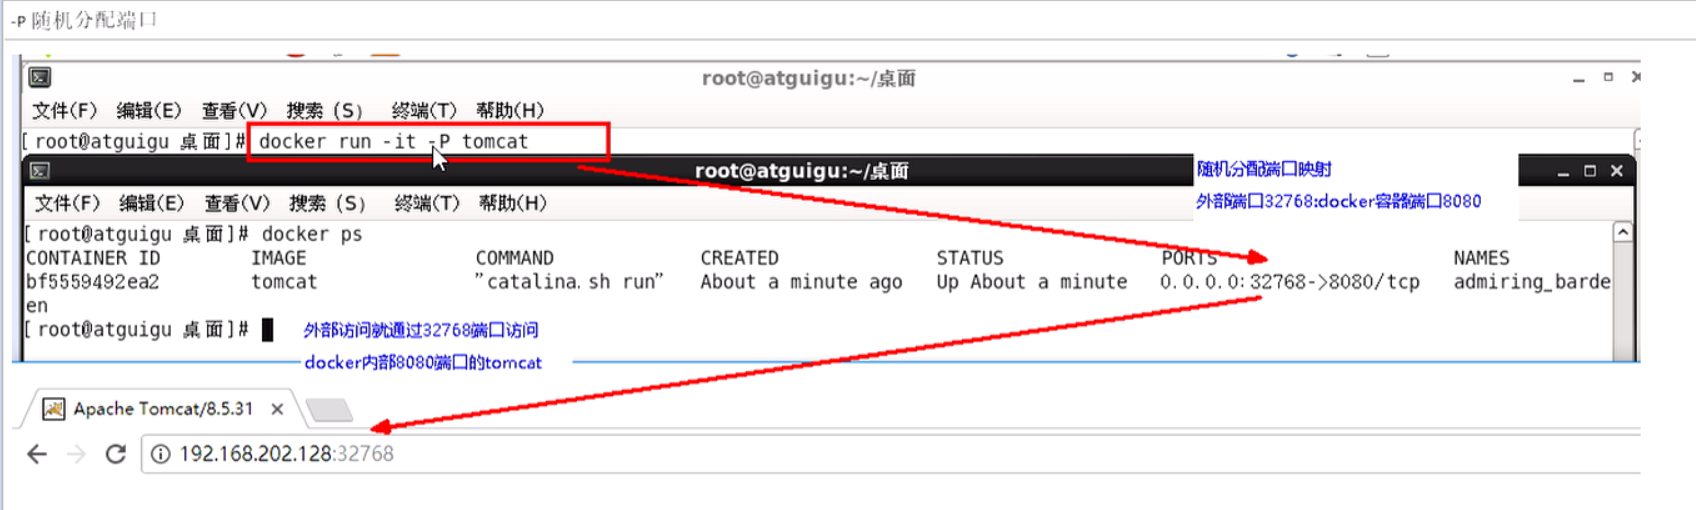 -P 随机分配端口
root@atguigu:~/桌面
文件(F) 编辑(E) 查看(V) 搜索 (S) 终端(T) 帮助(H)
[root@atguigu 桌面]# docker run -it -P tomcat
root@atguigu:~/桌面
随机分配端口映射
文件(F) 编辑(E) 查看(V) 搜索 (S) 终端(T) 帮助(H)
外部端口32768:docker容器端口8080
[root@atguigu 桌面]# docker ps
CONTAINER ID IMAGE COMMAND CREATED STATUS PORTS NAMES
bf5559492ea2 tomcat "catalina.sh run" About a minute ago Up About a minute 0.0.0.0:32768->8080/tcp admiring_barde
en
[root@atguigu 桌面]#
外部访问就通过32768端口访问
docker内部8080端口的tomcat
Apache Tomcat/8.5.31
192.168.202.128:32768